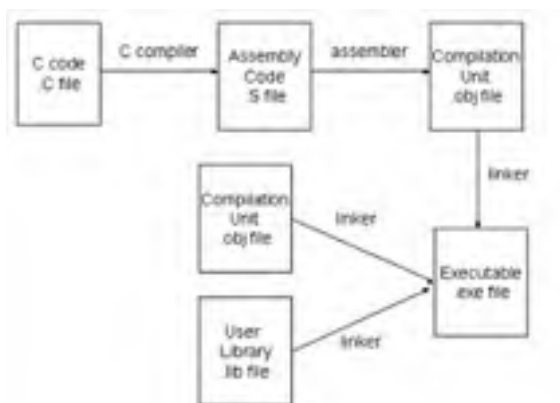 C code
.C file
C compiler
Assembly
Code
.S file
assembler
Compilation
Unit
.obj file
linker
Compilation
Unit
.obj file
linker
Executable
.exe file
User
Library
.lib file
linker